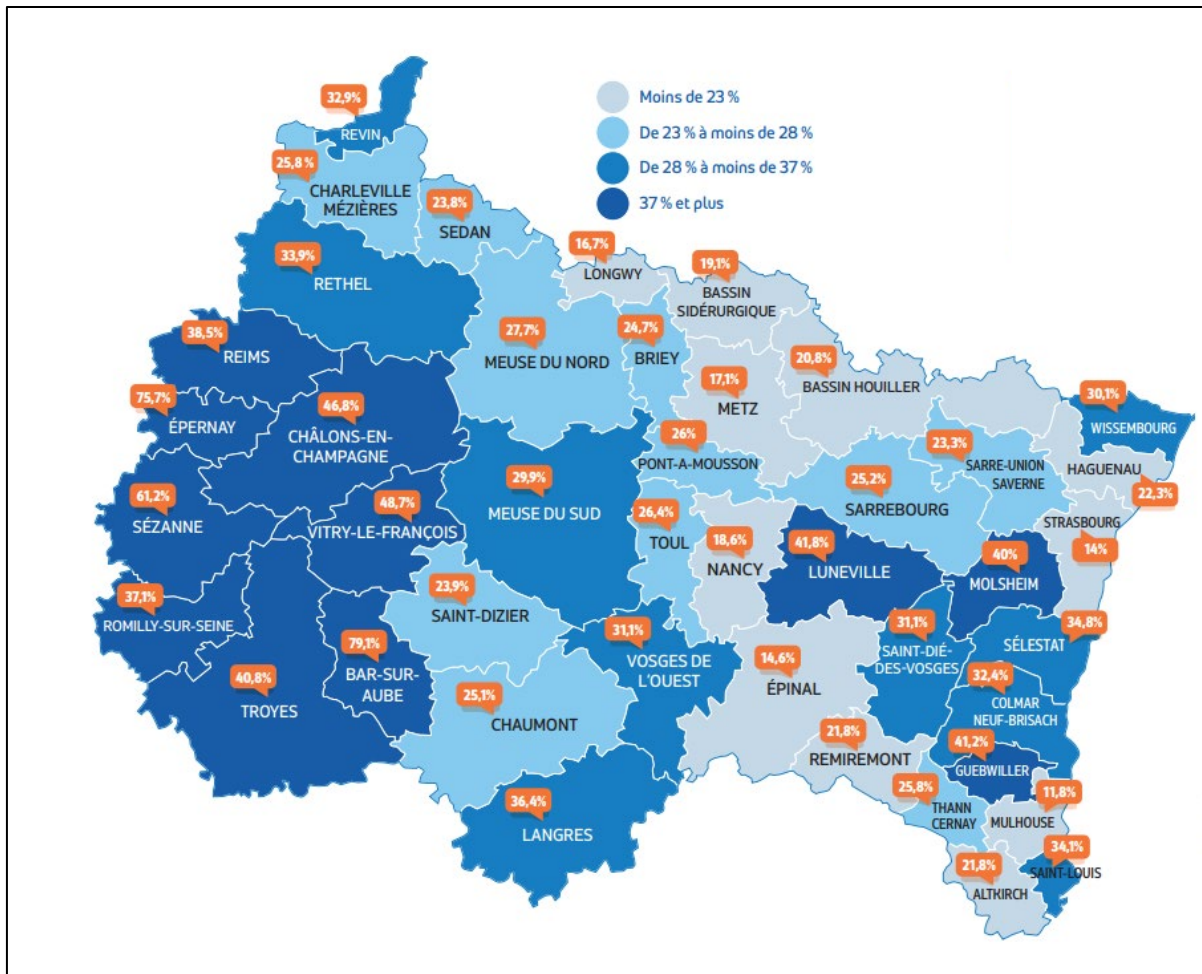 Moins de 23 %
De 23 % à moins de 28 %
De 28 % à moins de 37 %
37 % et plus
32,9%
REVIN
25,8 %
CHARLEVILLE
MÉZIÈRES
23,8%
SEDAN
33,9%
RETHEL
16,7%
LONGWY
19,1%
BASSIN
SIDÉRURGIQUE
38,5%
REIMS
27,7%
MEUSE DU NORD
24,7%
BRIEY
17,1%
METZ
20,8%
BASSIN HOUILLER
30,1%
WISSEMBOURG
75,7%
ÉPERNAY
46,8%
CHÂLONS-EN-
CHAMPAGNE
26%
PONT-A-MOUSSON
23,3%
SARRE-UNION
SAVERNE
HAGUENAU
22,3%
61,2%
SÉZANNE
48,7%
VITRY-LE-FRANÇOIS
29,9%
MEUSE DU SUD
26,4%
TOUL
18,6%
NANCY
41,8%
LUNEVILLE
25,2%
SARREBOURG
STRASBOURG
14%
40%
MOLSHEIM
37,1%
ROMILLY-SUR-SEINE
23,9%
SAINT-DIZIER
31,1%
VOSGES DE
L'OUEST
14,6%
ÉPINAL
31,1%
SAINT-DIÉ-
DES-VOSGES
34,8%
SÉLESTAT
40,8%
TROYES
79,1%
BAR-SUR-
AUBE
25,1%
CHAUMONT
32,4%
COLMAR
NEUF-BRISACH
21,8%
REMIREMONT
41,2%
GUEBWILLER
36,4%
LANGRES
25,8%
THANN
CERNAY
11,8%
MULHOUSE
21,8%
ALTKIRCH
34,1%
SAINT-LOUIS